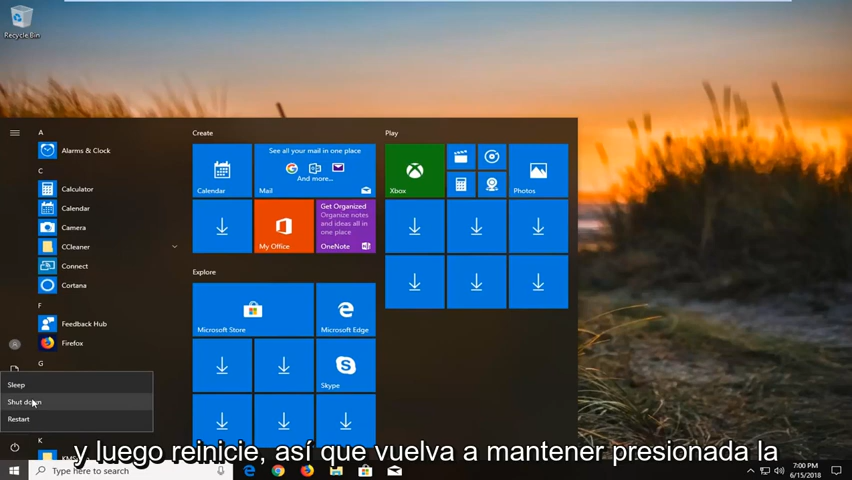 Recycle Bin
A
Alarms & Clock
C
Calculator
Calendar
Camera
CCleaner
Connect
Cortana
F
Feedback Hub
Firefox
G
K
Create
Calendar
See all your mail in one place
And more...
Mail
My Office
Get Organized
Organize notes and ideas all in one place
OneNote
Explore
Microsoft Store
Microsoft Edge
Skype
Play
Xbox
Photos
Sleep
Shut down
Restart
y luego reinicie, así que vuelva a mantener presionada la
Type here to search
7:00 PM
6/15/2018